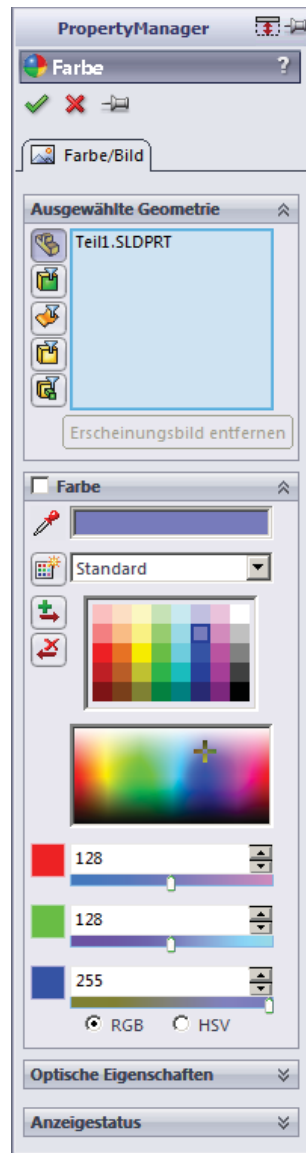 PropertyManager
Farbe ?
Farbe/Bild
Ausgewählte Geometrie
Teil1.SLDPRT
Erscheinungsbild entfernen
Farbe
Standard
128
128
255
RGB HSV
Optische Eigenschaften
Anzeigestatus